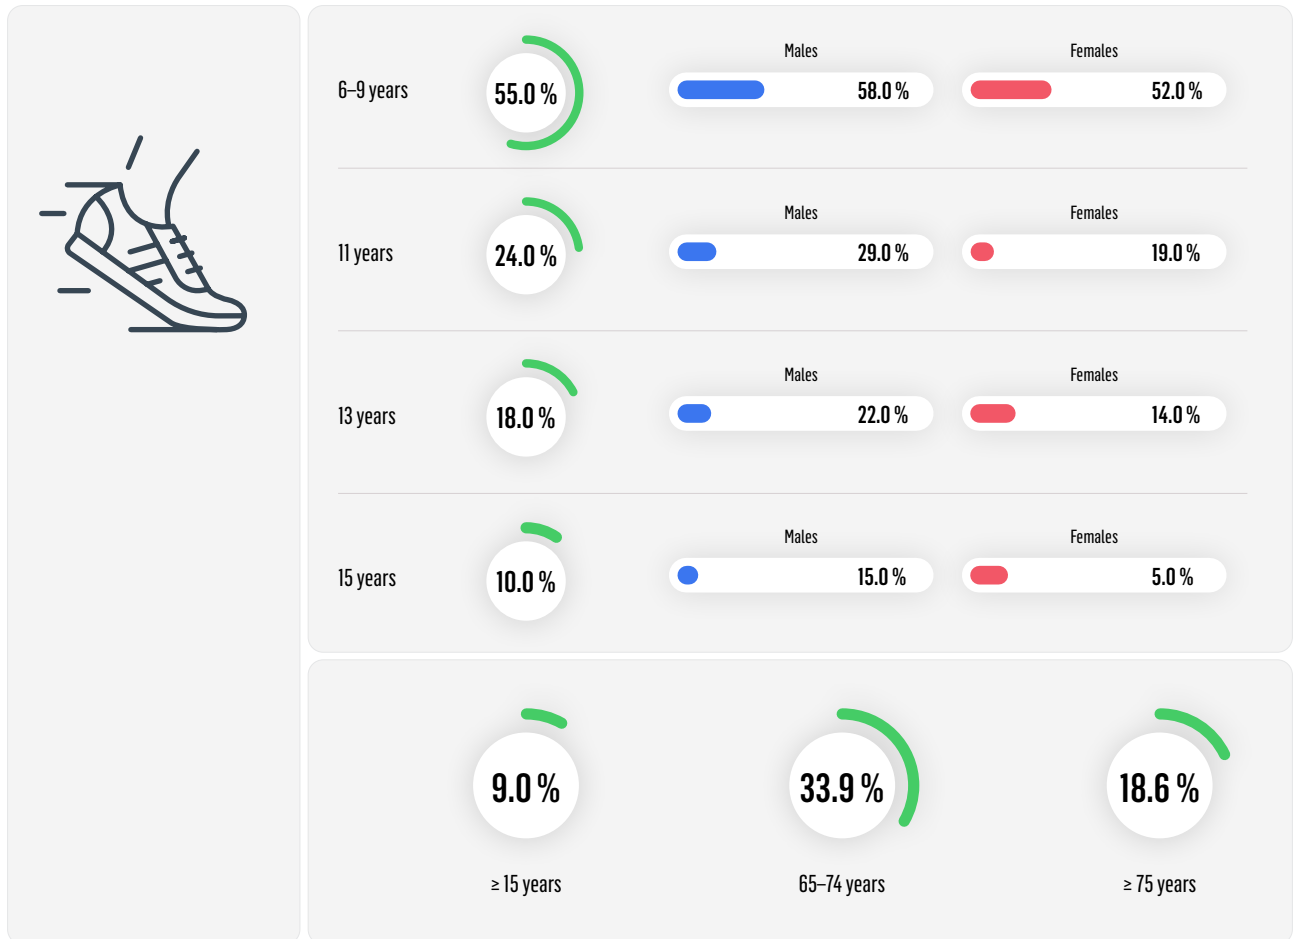 Males Females
6–9 years 55.0 % 58.0 % 52.0 %
Males Females
11 years 24.0 % 29.0 % 19.0 %
Males Females
13 years 18.0 % 22.0 % 14.0 %
Males Females
15 years 10.0 % 15.0 % 5.0 %
9.0 % 33.9 % 18.6 %
≥ 15 years 65–74 years ≥ 75 years